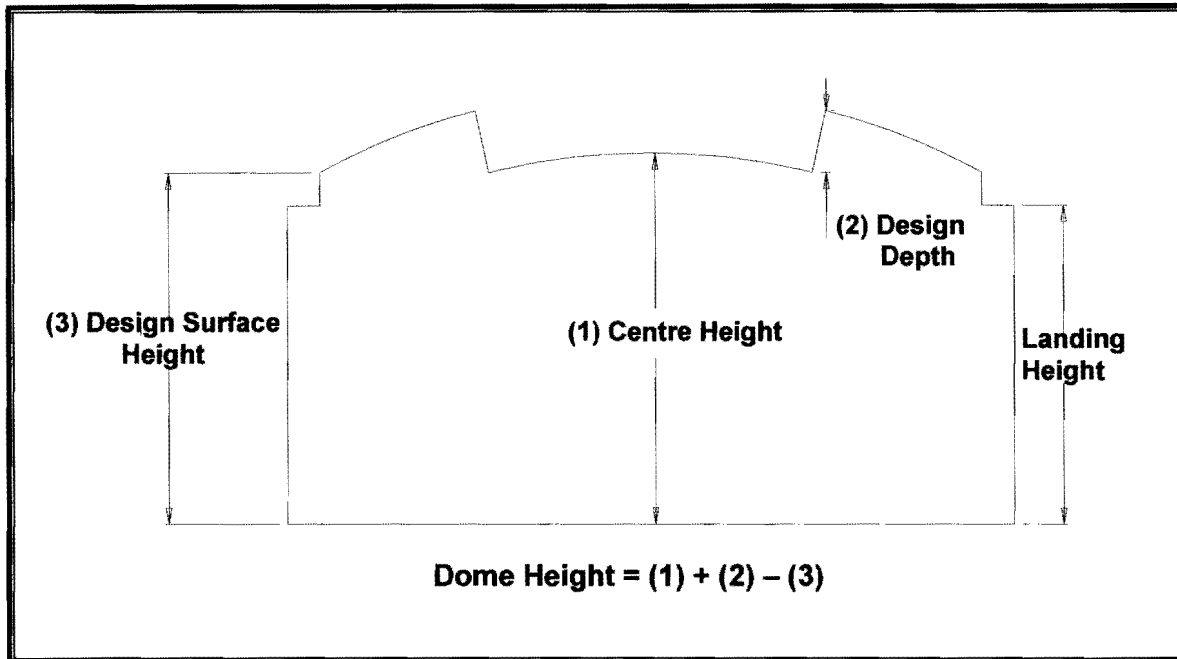 (2) Design
Depth
(3) Design Surface
Height
(1) Centre Height
Landing
Height
Dome Height = (1) + (2) – (3)